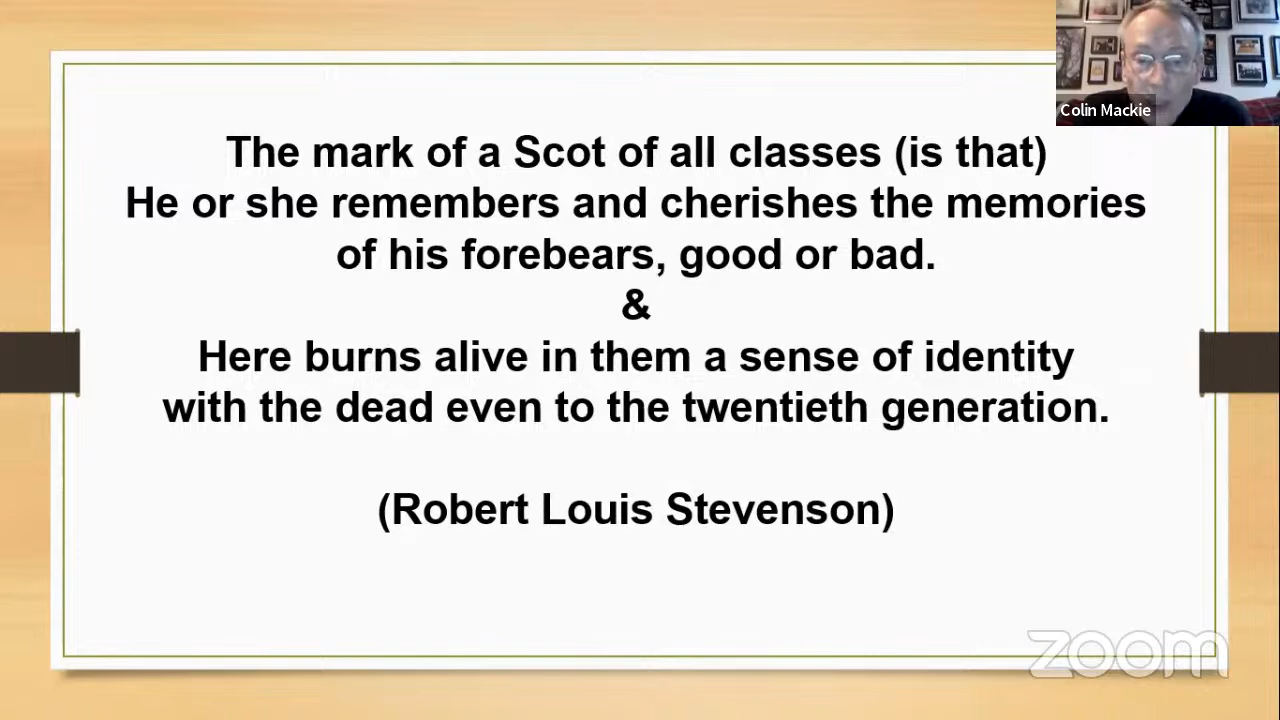 The mark of a Scot of all classes (is that)
He or she remembers and cherishes the memories
of his forebears, good or bad.
&
Here burns alive in them a sense of identity
with the dead even to the twentieth generation.
(Robert Louis Stevenson)
Colin Mackie
zoom